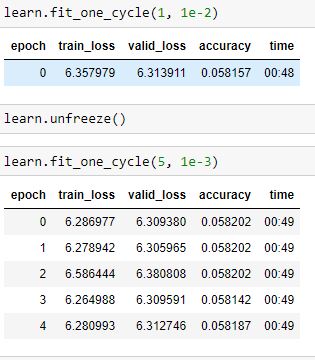 learn.fit_one_cycle(1, 1e-2)
epoch train_loss valid_loss accuracy time
0 6.357979 6.313911 0.058157 00:48
learn.unfreeze()
learn.fit_one_cycle(5, 1e-3)
epoch train_loss valid_loss accuracy time
0 6.286977 6.309380 0.058202 00:49
1 6.278942 6.305965 0.058202 00:49
2 6.586444 6.380808 0.058202 00:49
3 6.264988 6.309591 0.058142 00:49
4 6.280993 6.312746 0.058187 00:49